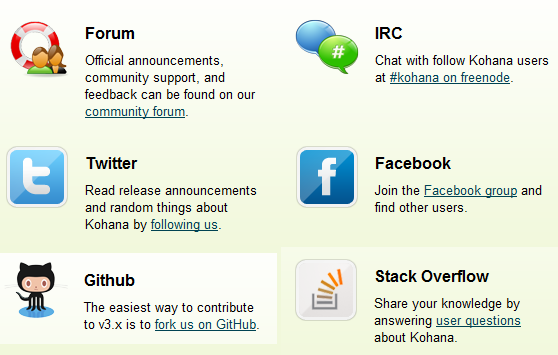 Forum
Official announcements,
community support, and
feedback can be found on our
community forum.
#
IRC
Chat with follow Kohana users
at #kohana on freenode.
t
Twitter
Read release announcements
and random things about
Kohana by following us.
f
Facebook
Join the Facebook group and
find other users.
Github
The easiest way to contribute
to v3.x is to fork us on GitHub.
Stack Overflow
Share your knowledge by
answering user questions
about Kohana.